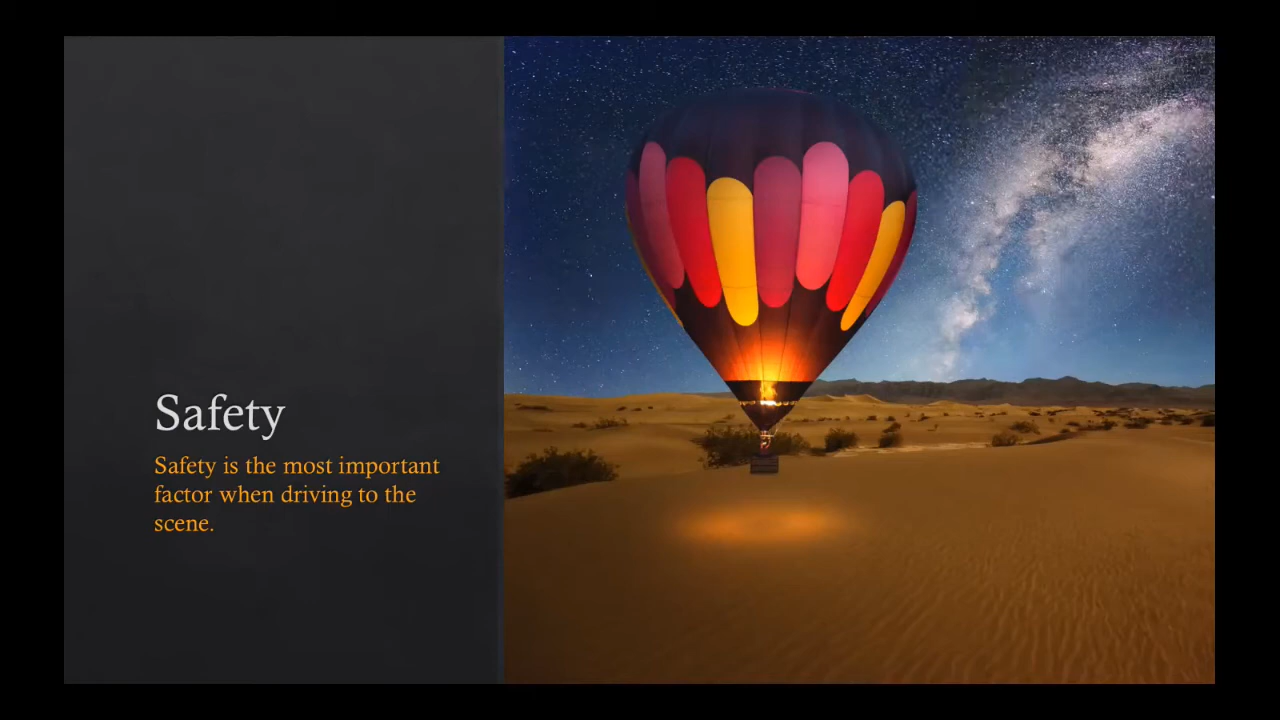 Safety
Safety is the most important
factor when driving to the
scene.